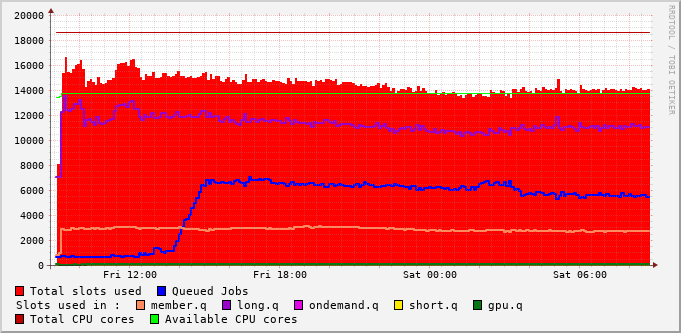 20000
18000
16000
14000
12000
10000
8000
6000
4000
2000
0
Fri 12:00 Fri 18:00 Sat 00:00 Sat 06:00
Total slots used Queued Jobs
Slots used in : member.q long.q ondemand.q short.q gpu.q
Total CPU cores Available CPU cores
RRDTOOL / TOBI OETIKER